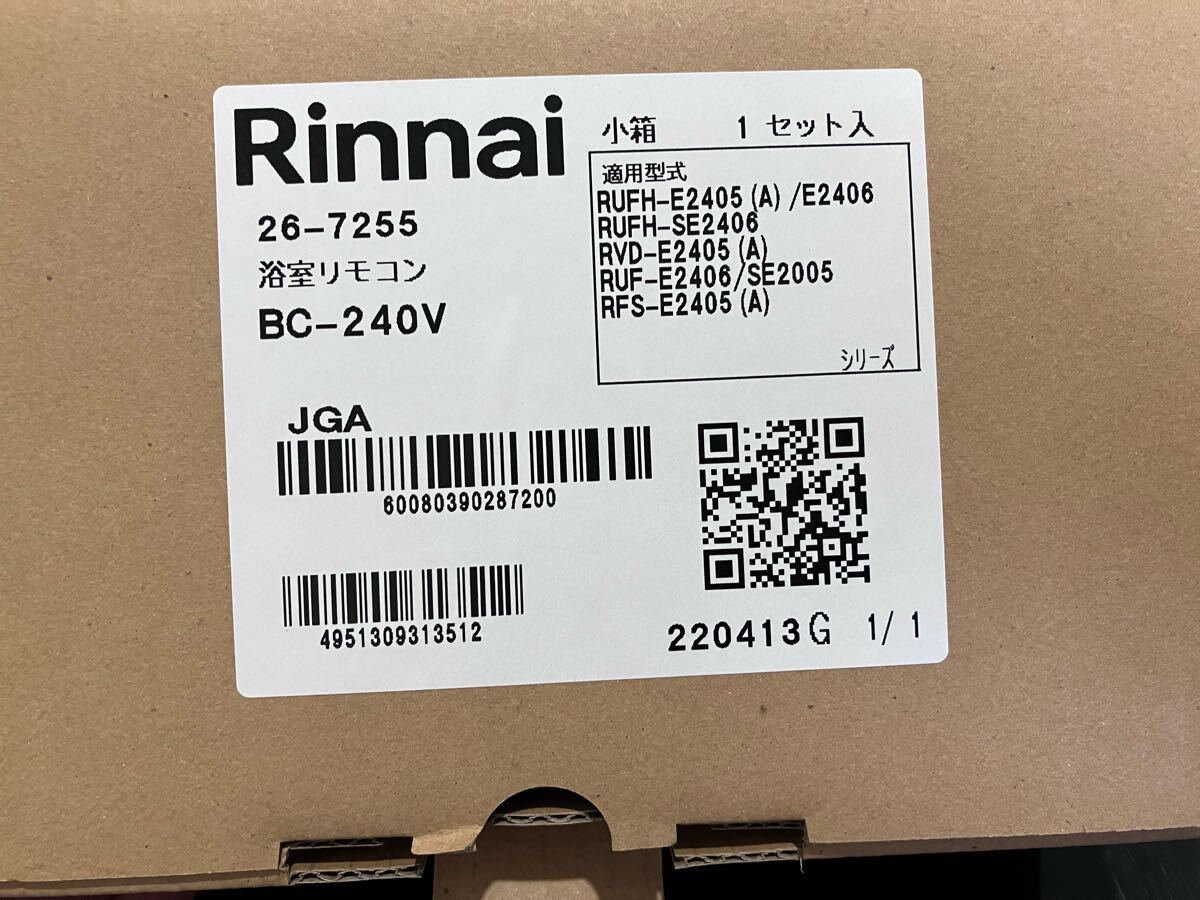 Rinnai
小箱 1 セット入
26-7255
浴室リモコン
BC-240V
適用型式
RUFH-E2405(A)/E2406
RUFH-SE2406
RVD-E2405(A)
RUF-E2406/SE2005
RFS-E2405(A)
シリーズ
JGA
60080390287200
4951309313512
220413G 1/1